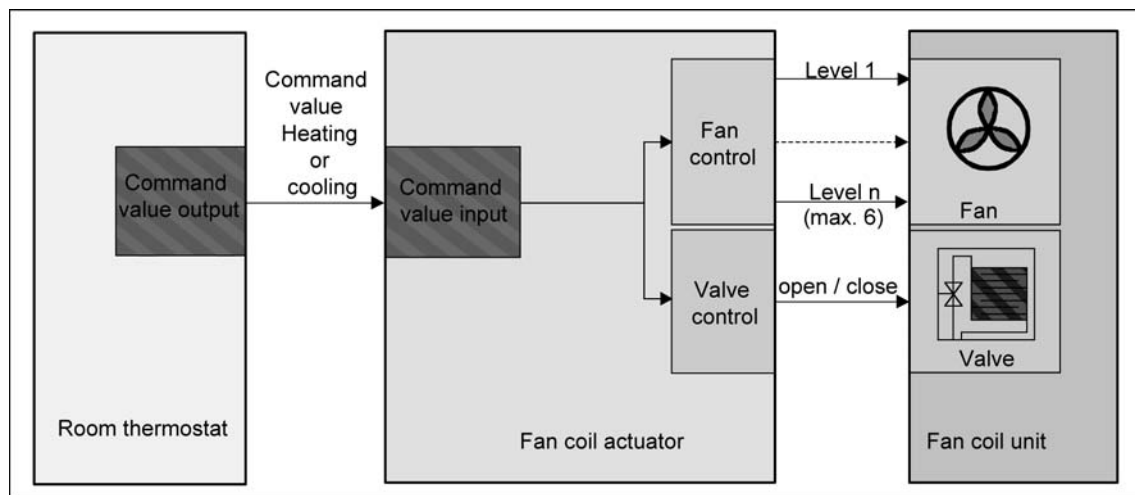 Command
value
Heating
or
cooling
Command
value output
Command
value input
Fan
control
Valve
control
Level 1
Level n
(max. 6)
open / close
Fan
Valve
Room thermostat
Fan coil actuator
Fan coil unit